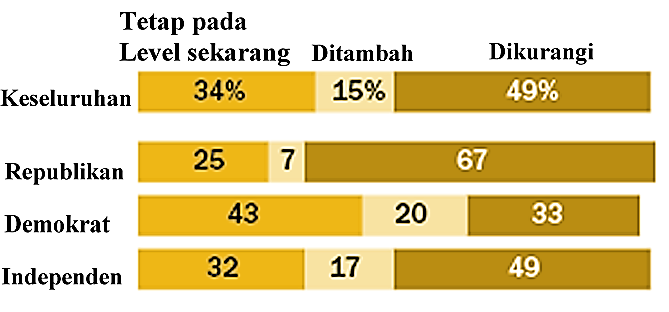 Tetap pada
Level sekarang Ditambah Dikurangi
Keseluruhan 34% 15% 49%
Republikan 25 7 67
Demokrat 43 20 33
Independen 32 17 49